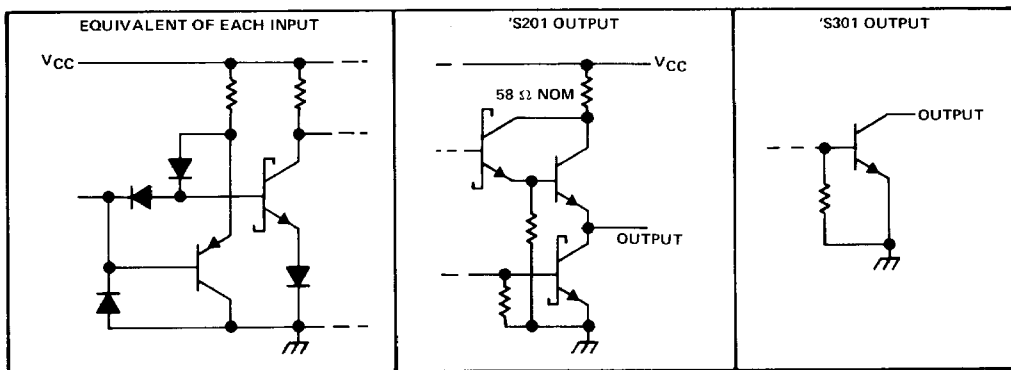 EQUIVALENT OF EACH INPUT
VCC
'S201 OUTPUT
VCC
58 Ω NOM
OUTPUT
'S301 OUTPUT
OUTPUT